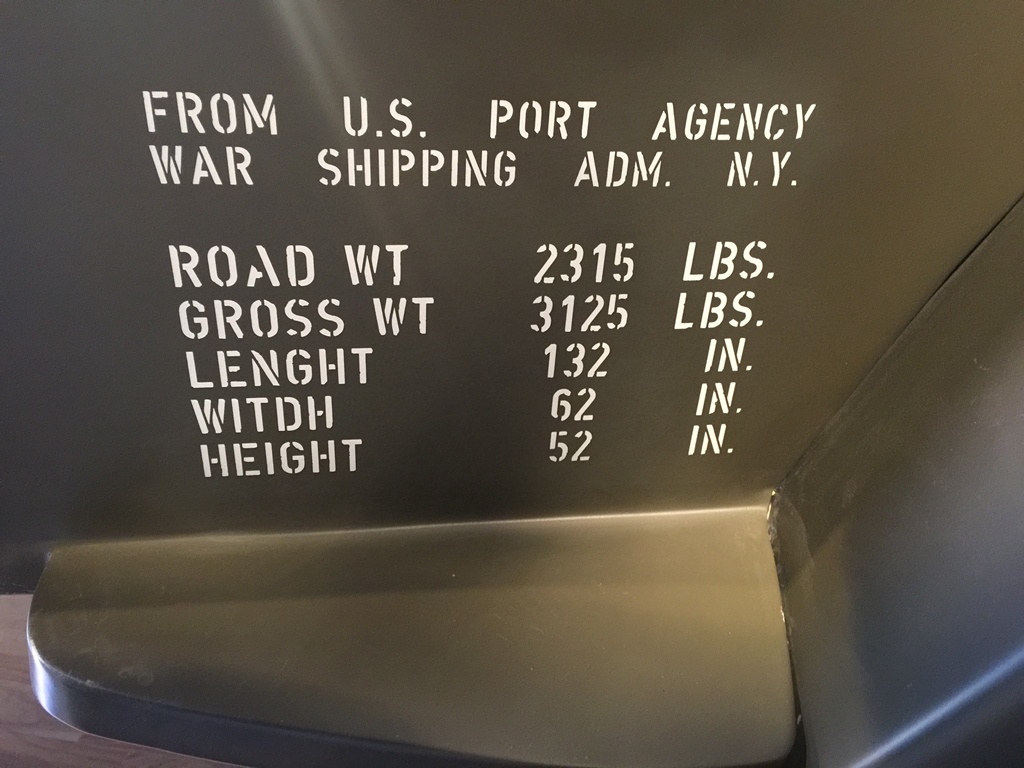 FROM U.S. PORT AGENCY
WAR SHIPPING ADM. N.Y.
ROAD WT 2315 LBS.
GROSS WT 3125 LBS.
LENGHT 132 IN.
WITDH 62 IN.
HEIGHT 52 IN.